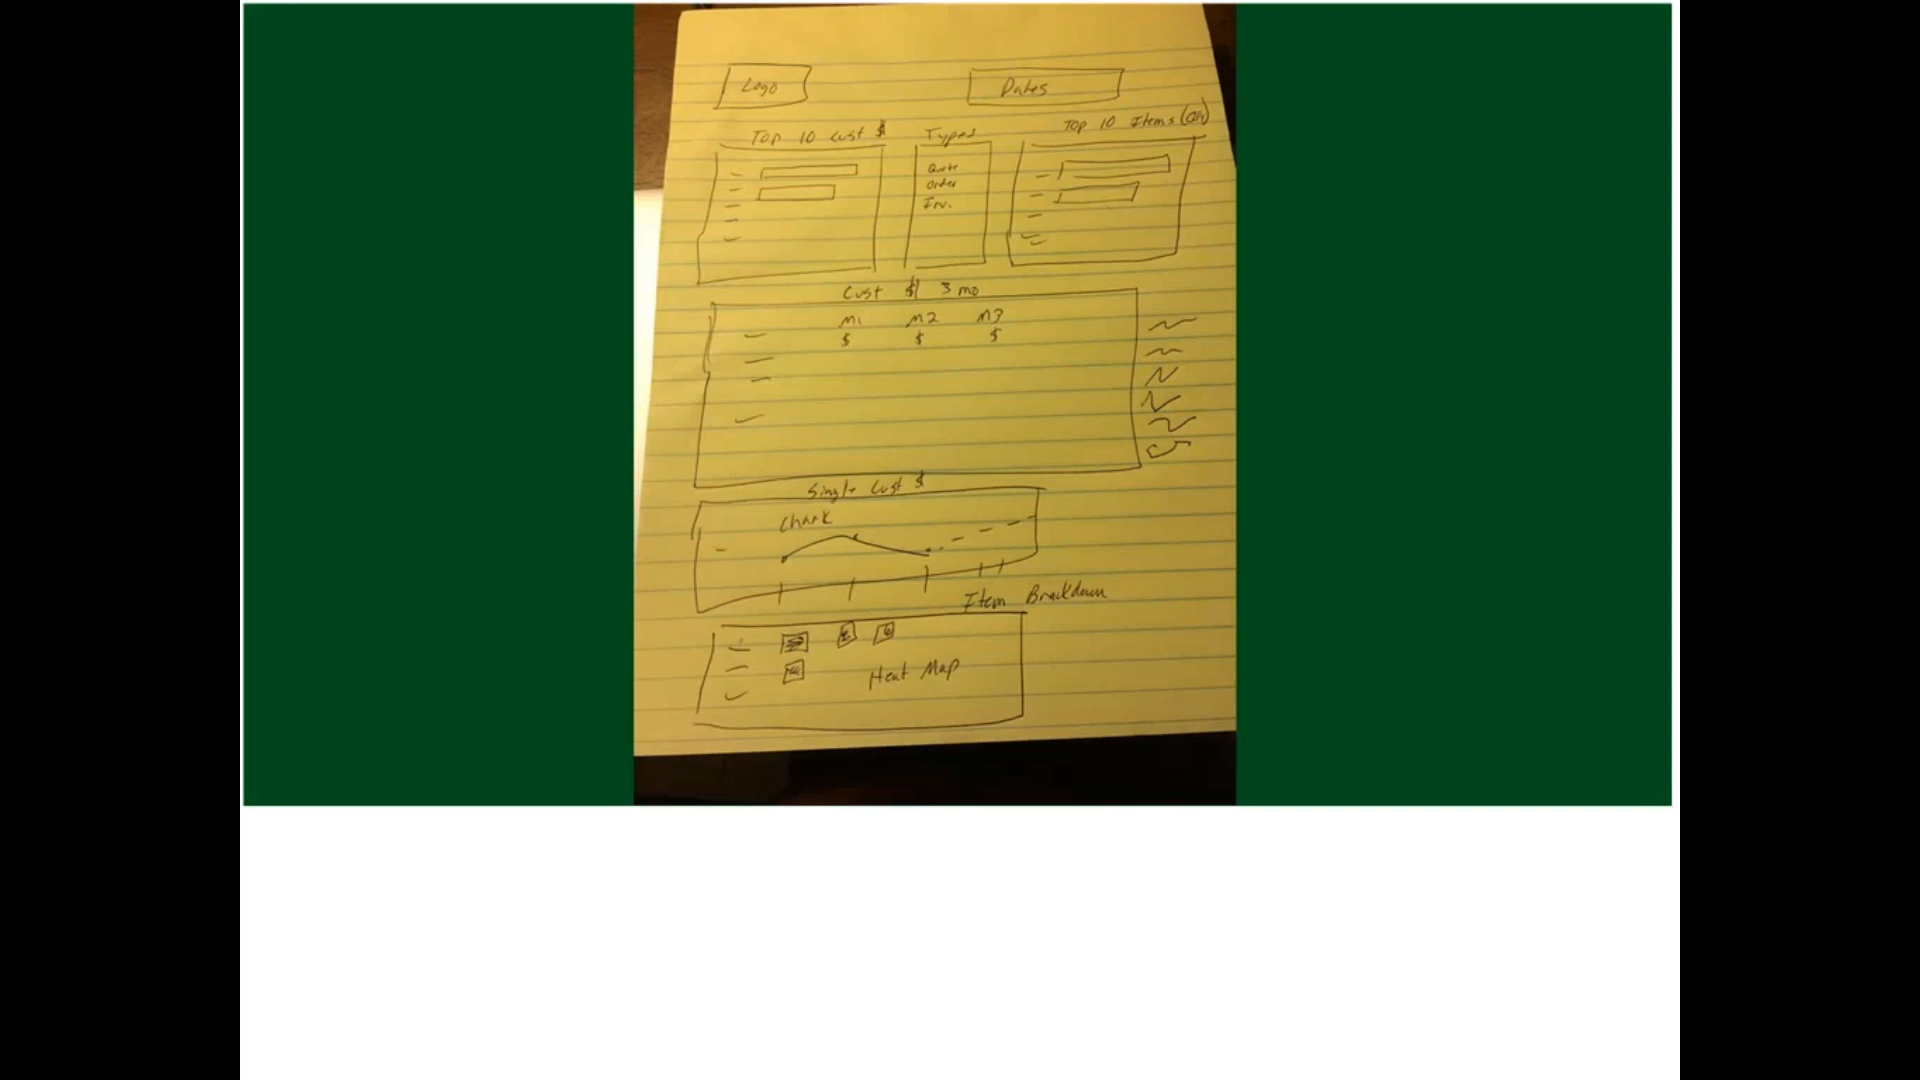 Logo
Dates
Top 10 Cust $
Types
Top 10 Items (Qty)
Quote
Order
Inv.
Cust $ 3 mo
M1 M2 M3
$ $ $
Single Cust $
Chart
Item Breakdown
Heat Map